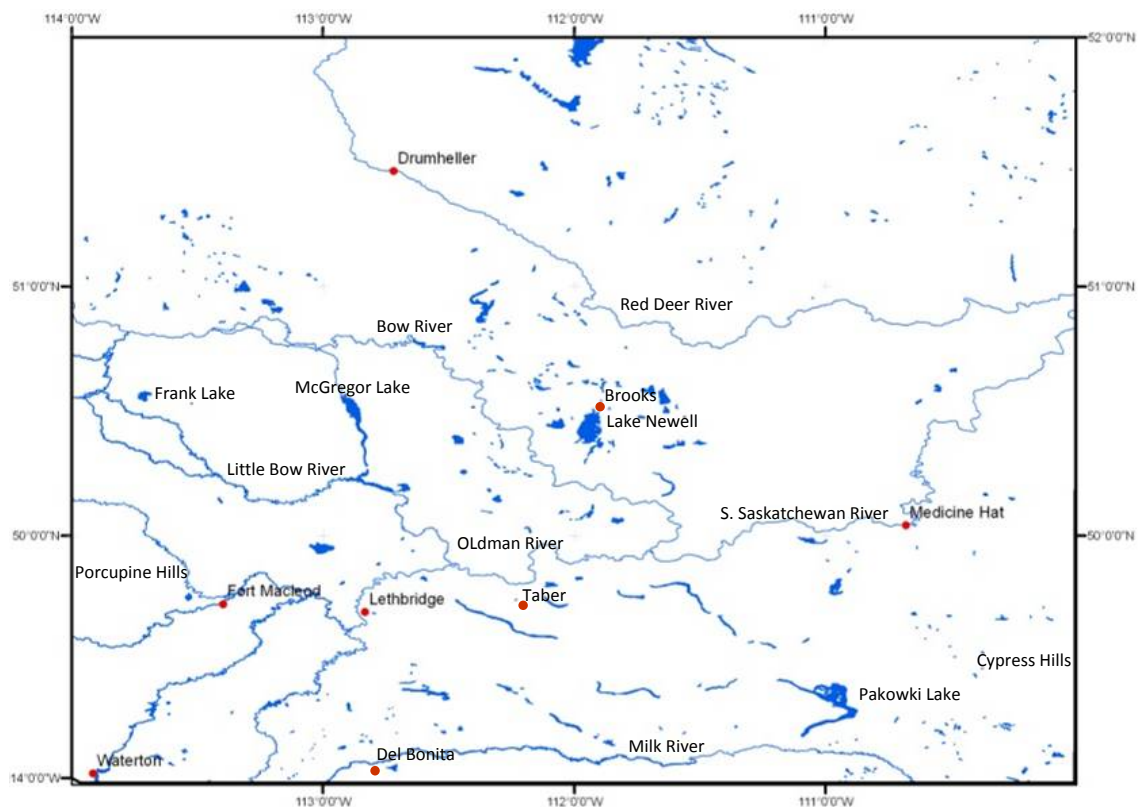 114°0'0"W 113°0'0"W 112°0'0"W 111°0'0"W
52°0'0"N
Drumheller
51°0'0"N 51°0'0"N
Red Deer River
Bow River
McGregor Lake
Frank Lake
Brooks
Lake Newell
Little Bow River
S. Saskatchewan River
Medicine Hat
50°0'0"N 50°0'0"N
OLdman River
Porcupine Hills
Fort Macleod
Lethbridge
Taber
Cypress Hills
Pakowki Lake
Milk River
Del Bonita
Waterton
14°0'0"W
113°0'0"W 112°0'0"W 111°0'0"W